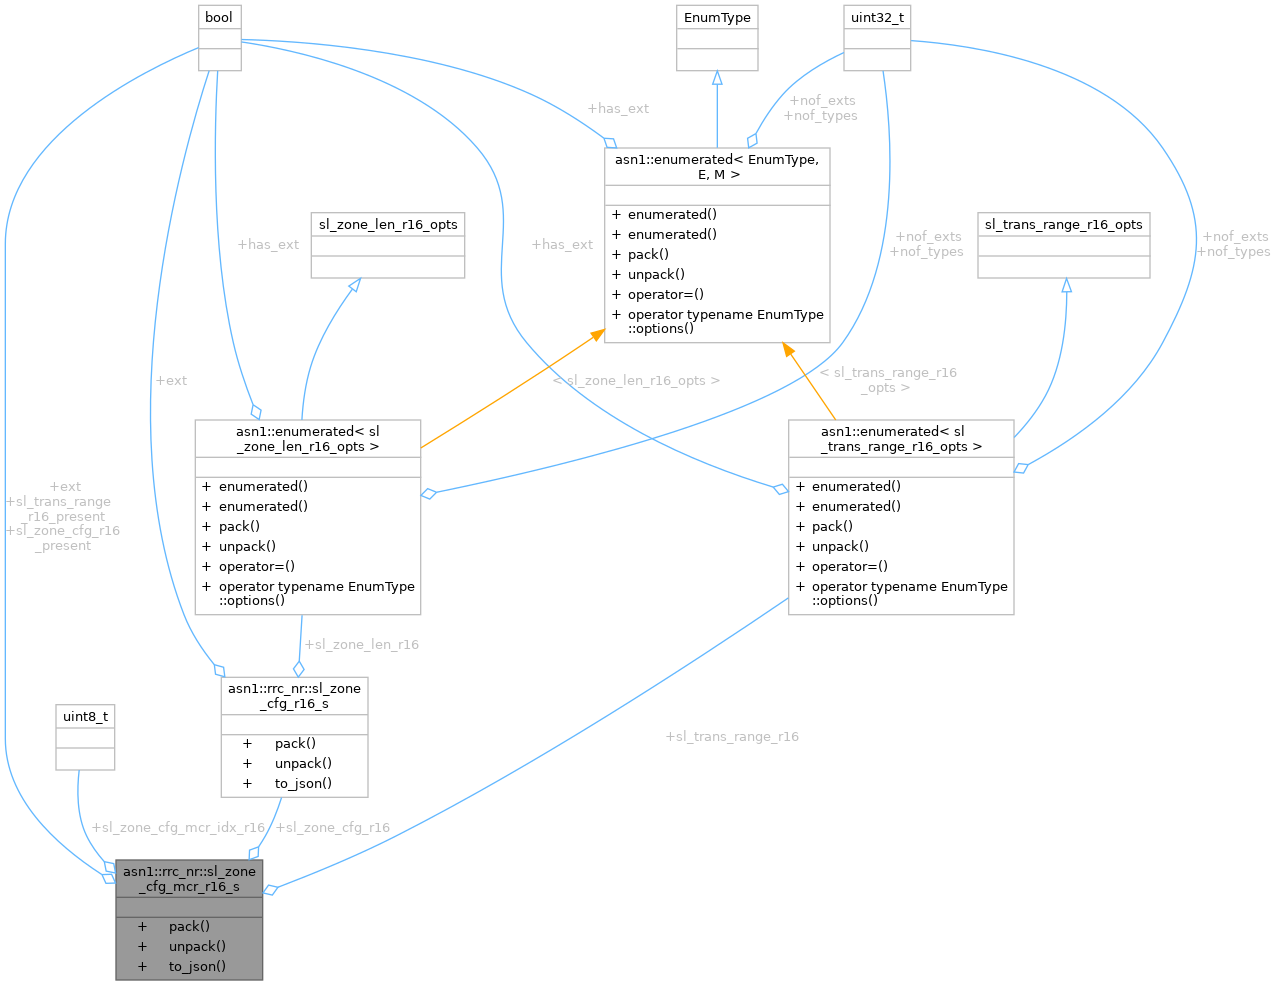 bool
EnumType
uint32_t
+has_ext
+nof_exts
+nof_types
asn1::enumerated< EnumType,
E, M >
+ enumerated()
+ enumerated()
+ pack()
+ unpack()
+ operator=()
+ operator typename EnumType
::options()
sl_zone_len_r16_opts
sl_trans_range_r16_opts
+has_ext
+has_ext
+nof_exts
+nof_types
+nof_exts
+nof_types
+ext
< sl_zone_len_r16_opts >
< sl_trans_range_r16
_opts >
asn1::enumerated< sl
_zone_len_r16_opts >
+ enumerated()
+ enumerated()
+ pack()
+ unpack()
+ operator=()
+ operator typename EnumType
::options()
asn1::enumerated< sl
_trans_range_r16_opts >
+ enumerated()
+ enumerated()
+ pack()
+ unpack()
+ operator=()
+ operator typename EnumType
::options()
+ext
+sl_trans_range
_r16_present
+sl_zone_cfg_r16
_present
+sl_zone_len_r16
asn1::rrc_nr::sl_zone
_cfg_r16_s
+ pack()
+ unpack()
+ to_json()
uint8_t
+sl_trans_range_r16
+sl_zone_cfg_mcr_idx_r16
+sl_zone_cfg_r16
asn1::rrc_nr::sl_zone
_cfg_mcr_r16_s
+ pack()
+ unpack()
+ to_json()